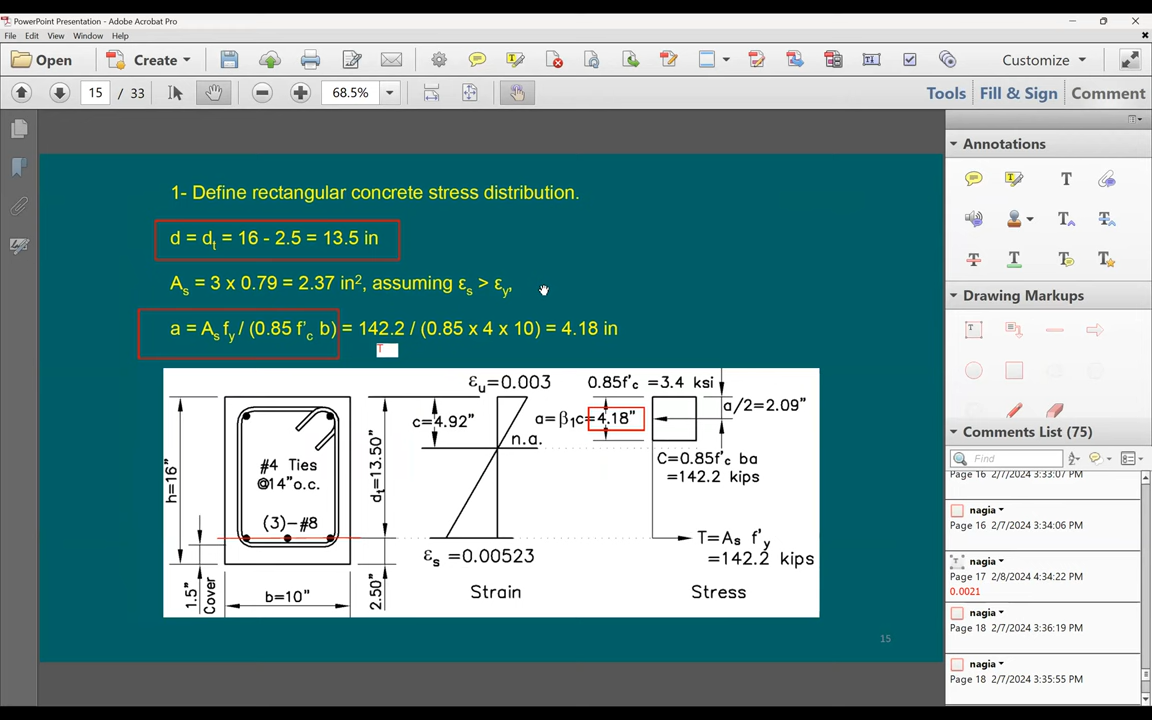 PowerPoint Presentation - Adobe Acrobat Pro
File Edit View Window Help
Open Create Customize
15 / 33 68.5% Tools Fill & Sign Comment
1- Define rectangular concrete stress distribution.
d = dt = 16 - 2.5 = 13.5 in
As = 3 x 0.79 = 2.37 in², assuming εs > εy,
a = As fy / (0.85 f'c b) = 142.2 / (0.85 x 4 x 10) = 4.18 in
T
εu=0.003
0.85f'c =3.4 ksi
a/2=2.09"
c=4.92"
a=β1c=4.18"
n.a.
h=16"
#4 Ties
@14"o.c.
(3)-#8
dt=13.50"
C=0.85f'c ba
=142.2 kips
T=As f'y
=142.2 kips
εs =0.00523
1.5"
Cover
b=10"
2.50"
Strain
Stress
15
Annotations
T
T
T
T
T
T
T
T
Drawing Markups
T
Comments List (75)
Find
Page 16 2/7/2024 3:33:07 PM
nagia
Page 16 2/7/2024 3:34:06 PM
nagia
Page 17 2/8/2024 4:34:22 PM
0.0021
nagia
Page 18 2/7/2024 3:36:19 PM
nagia
Page 18 2/7/2024 3:35:55 PM